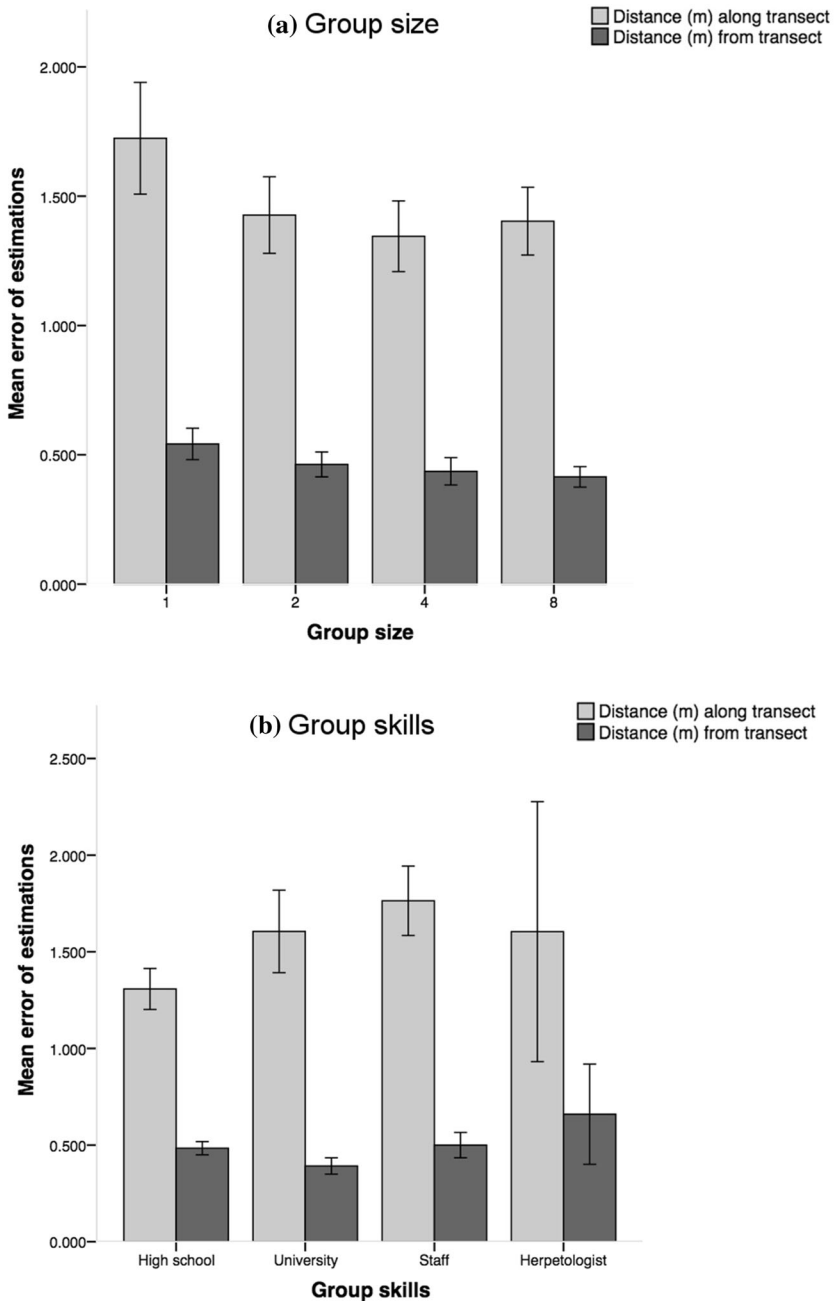 (a) Group size
Distance (m) along transect
Distance (m) from transect
Mean error of estimations
2.000
1.500
1.000
0.500
0.000
1 2 4 8
Group size
(b) Group skills
Distance (m) along transect
Distance (m) from transect
Mean error of estimations
2.500
2.000
1.500
1.000
0.500
0.000
High school University Staff Herpetologist
Group skills